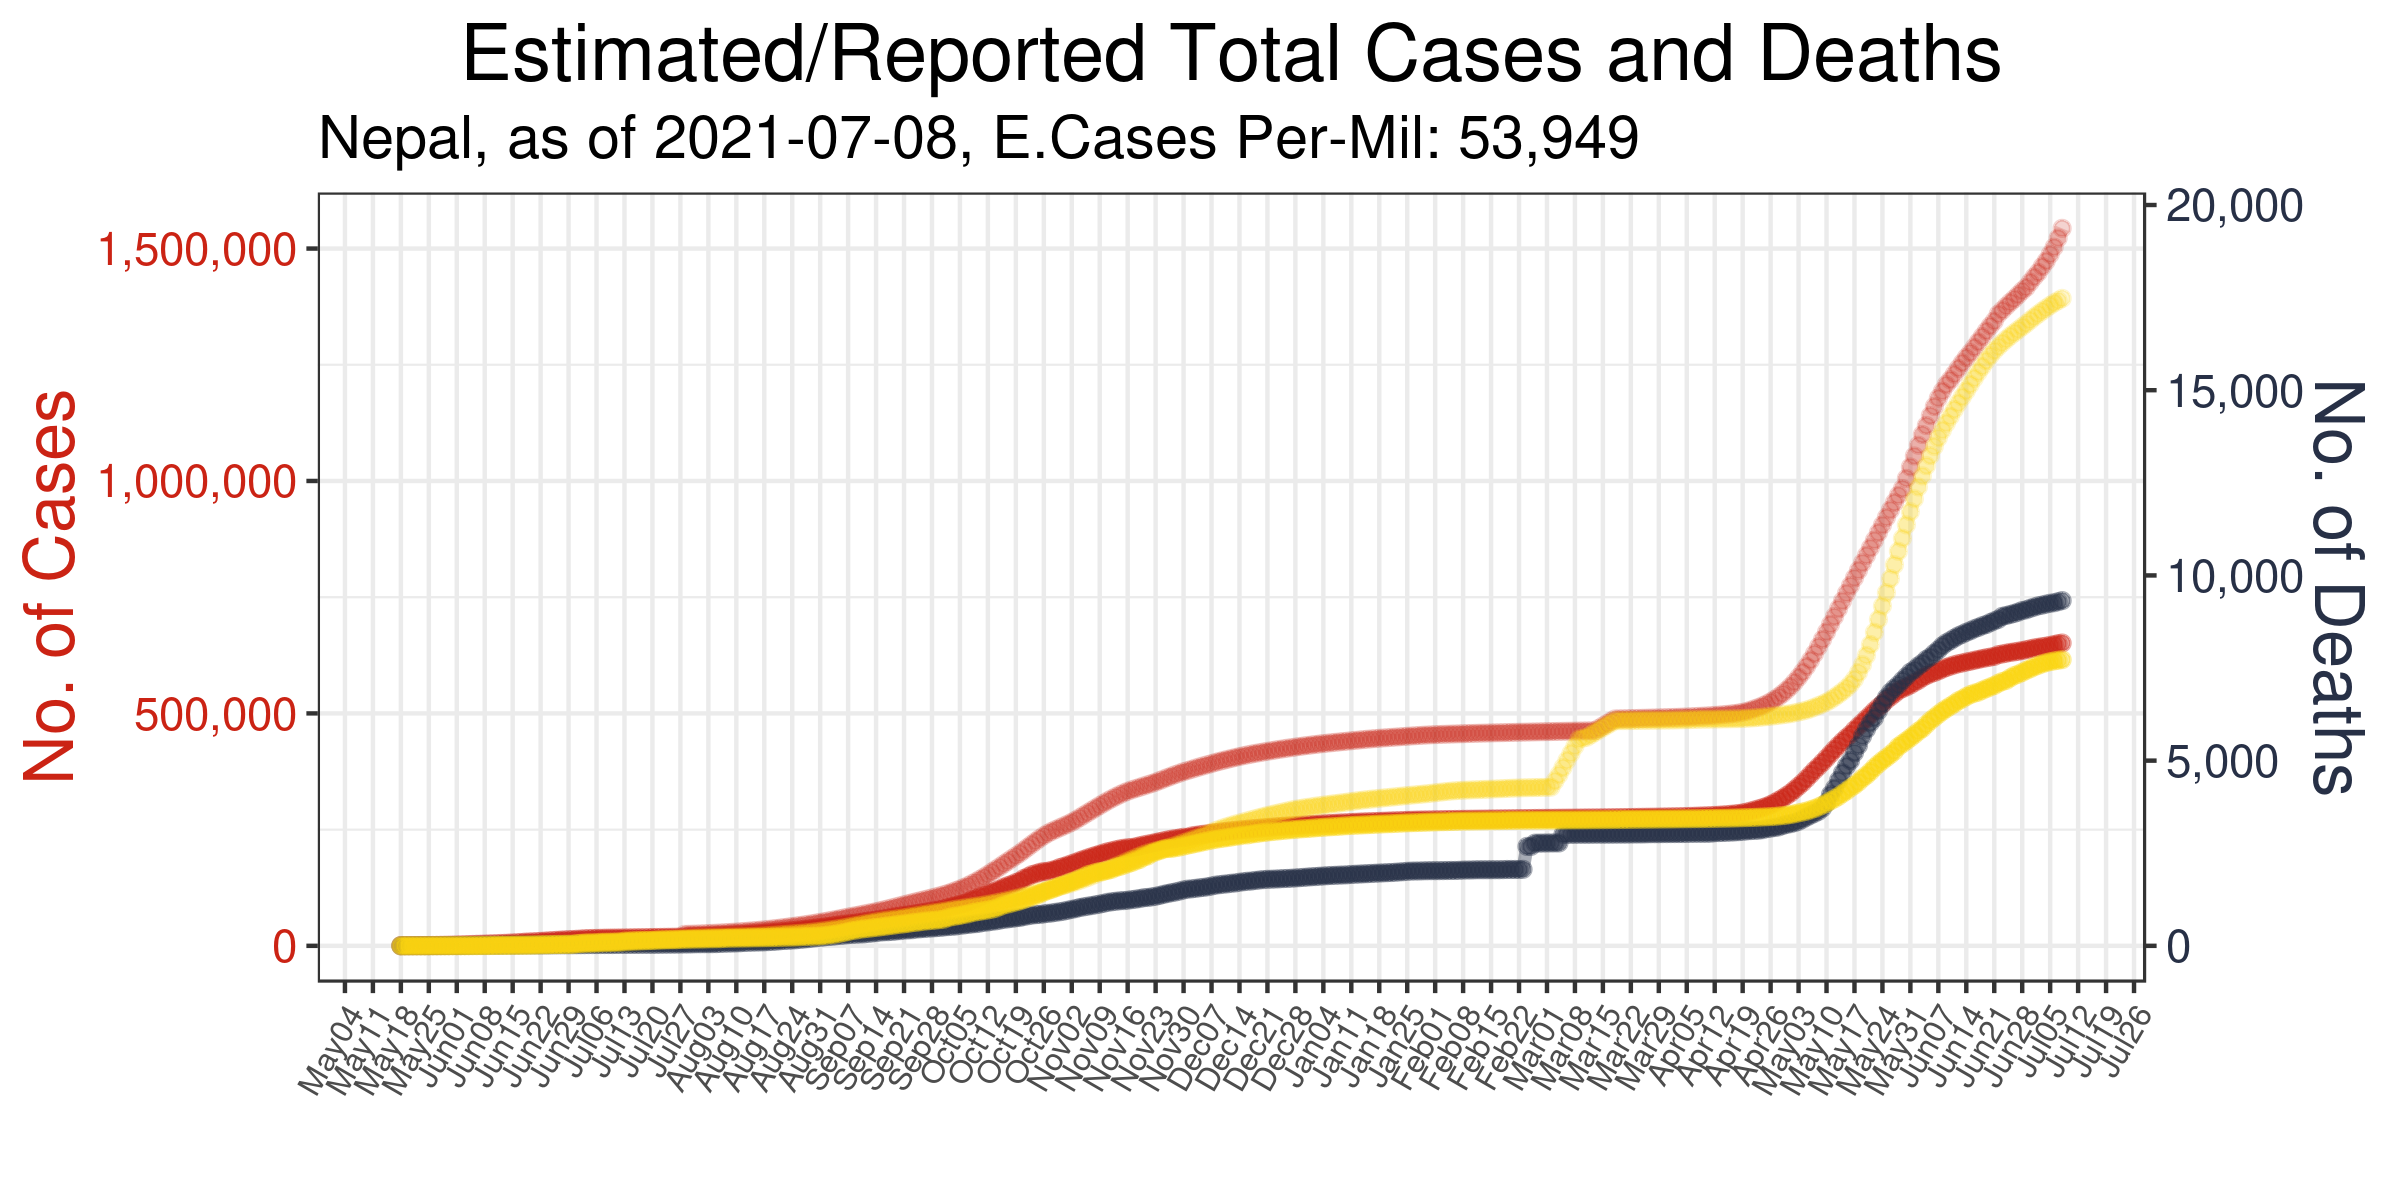 Estimated/Reported Total Cases and Deaths
Nepal, as of 2021-07-08, E.Cases Per-Mil: 53,949
No. of Cases
1,500,000
1,000,000
500,000
0
20,000
15,000
10,000
5,000
0
No. of Deaths
May04
May11
May18
May25
Jun01
Jun08
Jun15
Jun22
Jun29
Jul06
Jul13
Jul20
Jul27
Aug03
Aug10
Aug17
Aug24
Aug31
Sep07
Sep14
Sep21
Sep28
Oct05
Oct12
Oct19
Oct26
Nov02
Nov09
Nov16
Nov23
Nov30
Dec07
Dec14
Dec21
Dec28
Jan04
Jan11
Jan18
Jan25
Feb01
Feb08
Feb15
Feb22
Mar01
Mar08
Mar15
Mar22
Mar29
Apr05
Apr12
Apr19
Apr26
May03
May10
May17
May24
May31
Jun07
Jun14
Jun21
Jun28
Jul05
Jul12
Jul19
Jul26